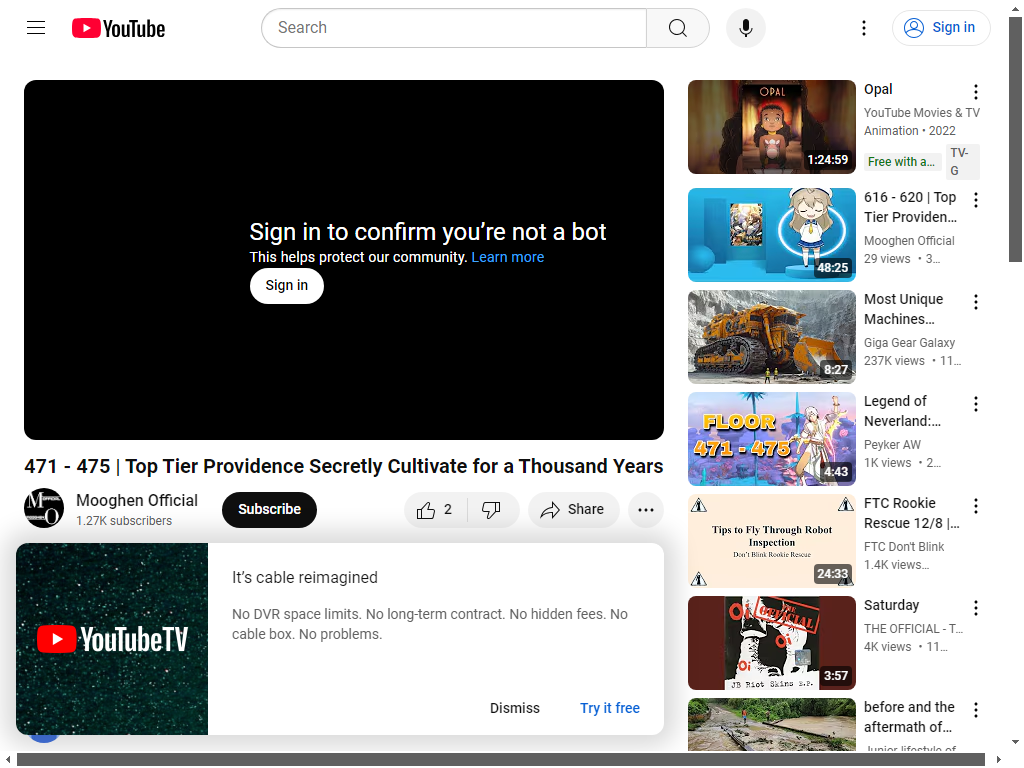 YouTube
Search
Sign in
Sign in to confirm you're not a bot
This helps protect our community. Learn more
Sign in
471 - 475 | Top Tier Providence Secretly Cultivate for a Thousand Years
Mooghen Official
1.27K subscribers
Subscribe
2
Share
YouTubeTV
It's cable reimagined
No DVR space limits. No long-term contract. No hidden fees. No
cable box. No problems.
Dismiss
Try it free
OPAL
1:24:59
Opal
YouTube Movies & TV
Animation • 2022
Free with a...
TV-
G
48:25
616 - 620 | Top
Tier Providen...
Mooghen Official
29 views • 3...
8:27
Most Unique
Machines...
Giga Gear Galaxy
237K views • 11...
FLOOR
471 - 475
4:43
Legend of
Neverland:...
Peyker AW
1K views • 2...
Tips to Fly Through Robot
Inspection
Don't Blink Rookie Rescue
24:33
FTC Rookie
Rescue 12/8 |...
FTC Don't Blink
1.4K views...
Oi THE OFFICIAL
Oi
Oi
JB Riot Skins E.P.
3:57
Saturday
THE OFFICIAL - T...
4K views • 11...
before and the
aftermath of...
Junior lifestyle of